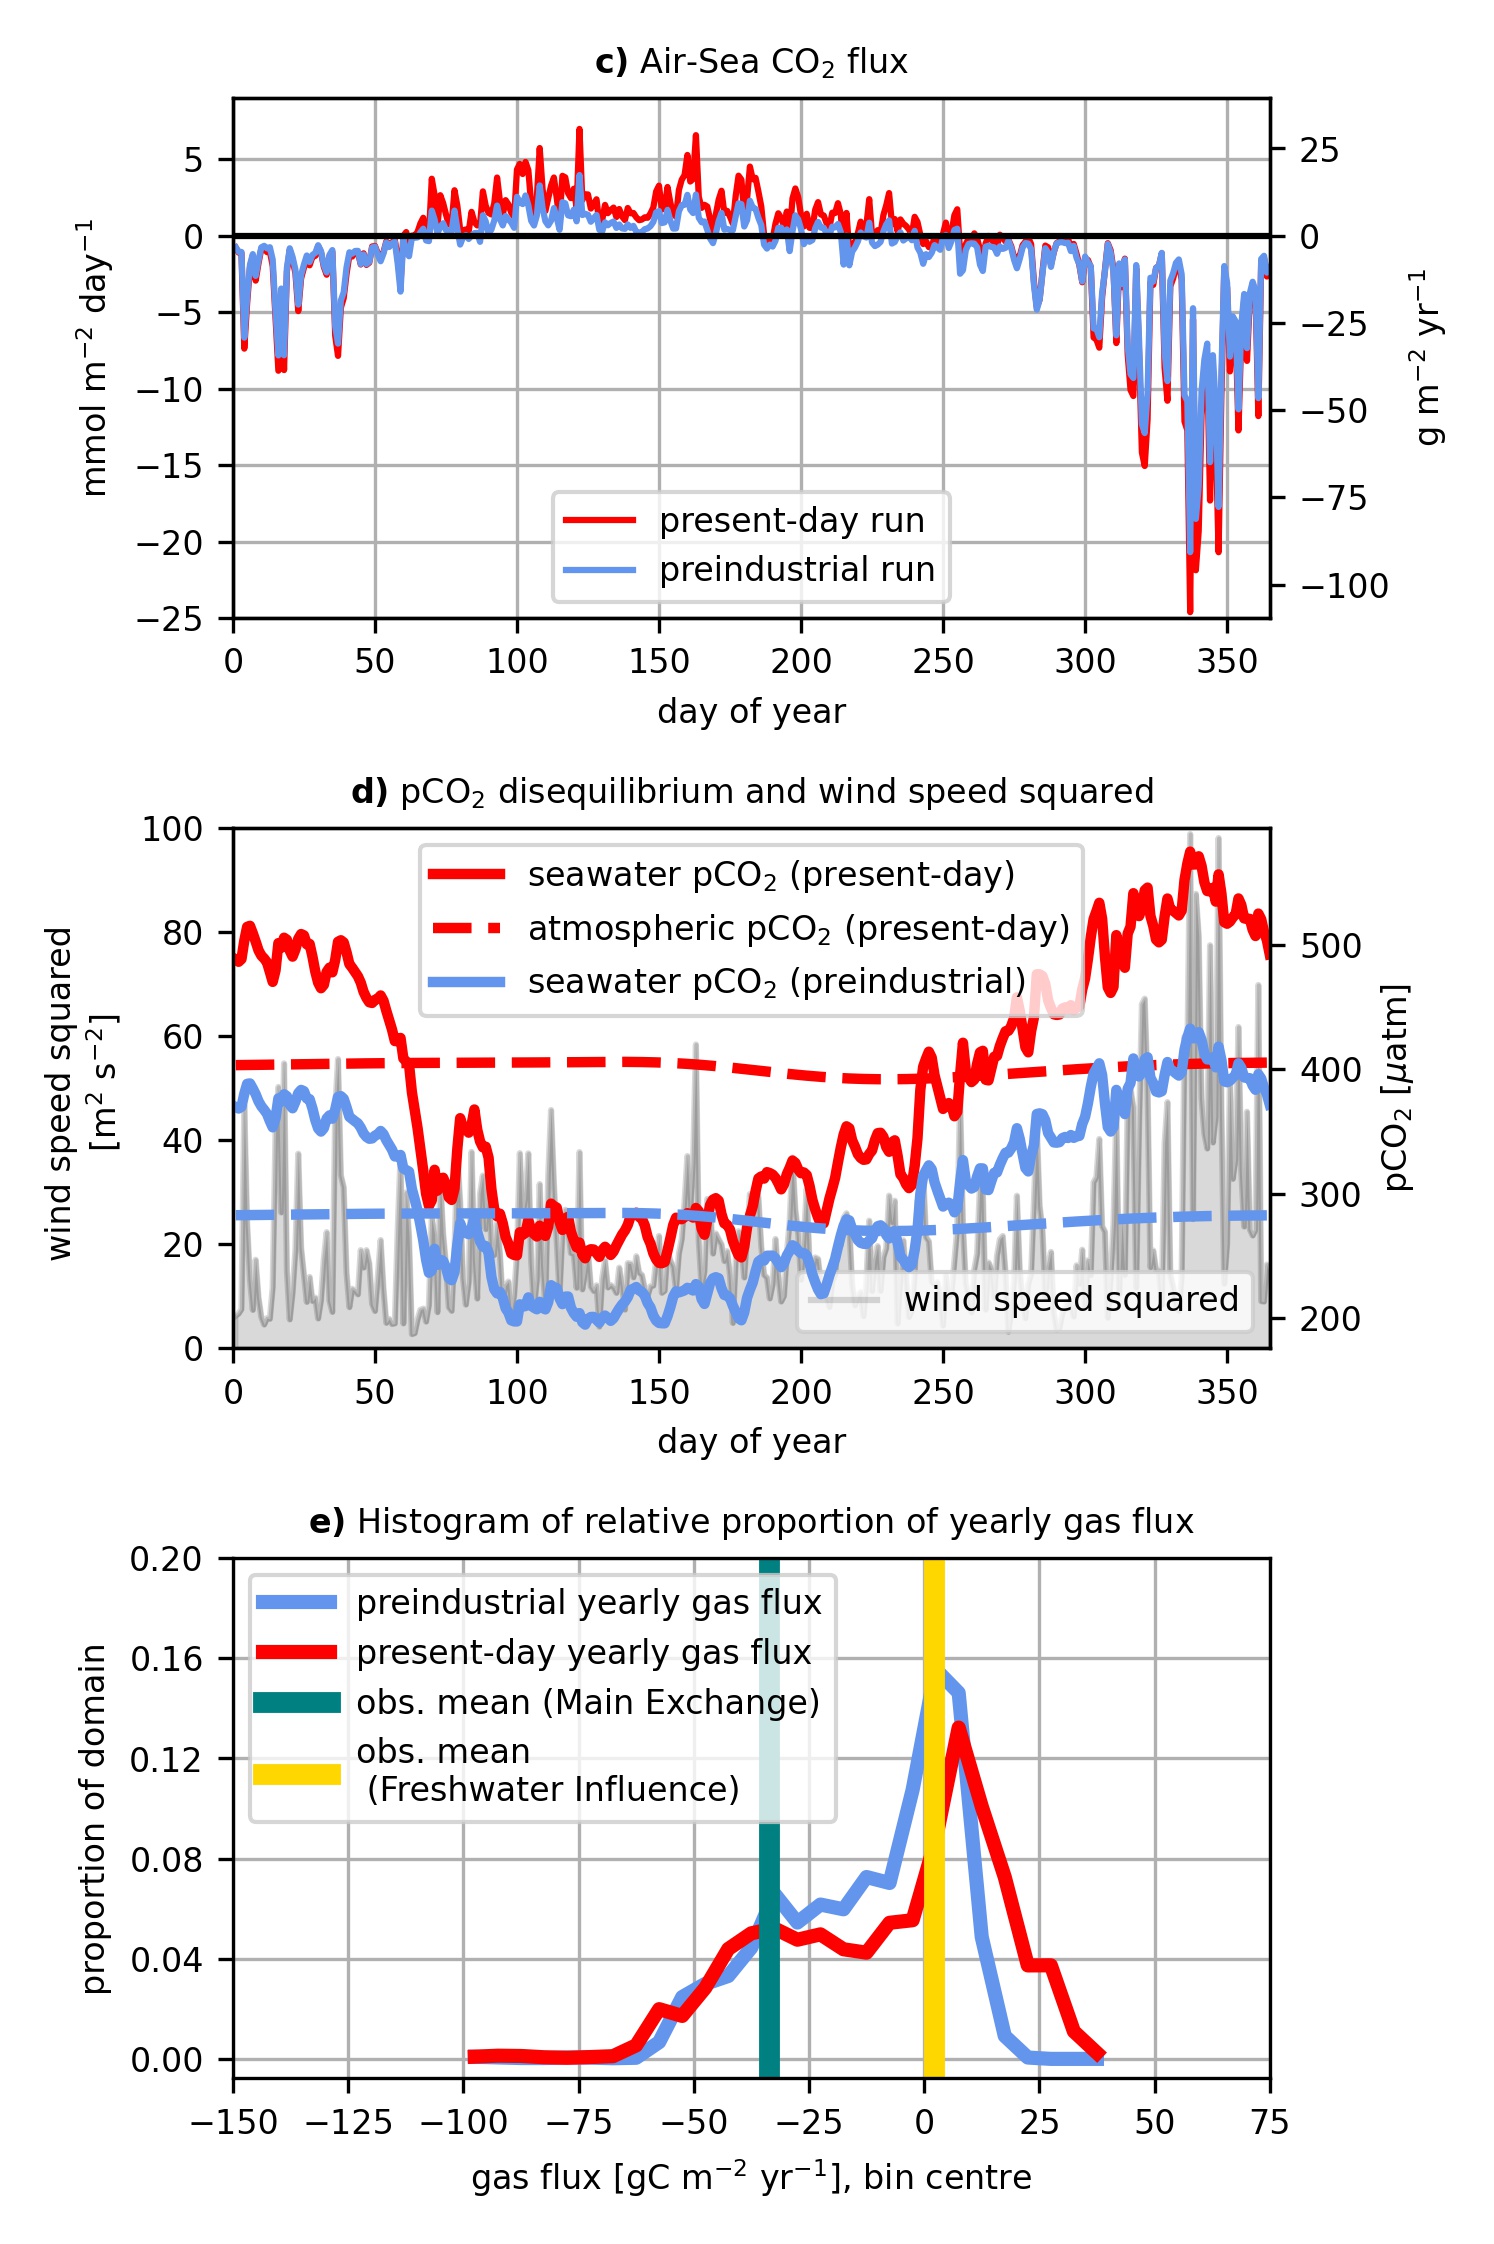 c) Air-Sea CO₂ flux
5
0
−5
−10
−15
−20
−25
mmol m⁻² day⁻¹
25
0
−25
−50
−75
−100
g m⁻² yr⁻¹
present-day run
preindustrial run
0 50 100 150 200 250 300 350
day of year
d) pCO₂ disequilibrium and wind speed squared
100
80
60
40
20
0
wind speed squared
[m² s⁻²]
500
400
300
200
pCO₂ [μatm]
seawater pCO₂ (present-day)
atmospheric pCO₂ (present-day)
seawater pCO₂ (preindustrial)
wind speed squared
0 50 100 150 200 250 300 350
day of year
e) Histogram of relative proportion of yearly gas flux
0.20
0.16
0.12
0.08
0.04
0.00
proportion of domain
preindustrial yearly gas flux
present-day yearly gas flux
obs. mean (Main Exchange)
obs. mean
(Freshwater Influence)
−150 −125 −100 −75 −50 −25 0 25 50 75
gas flux [gC m⁻² yr⁻¹], bin centre